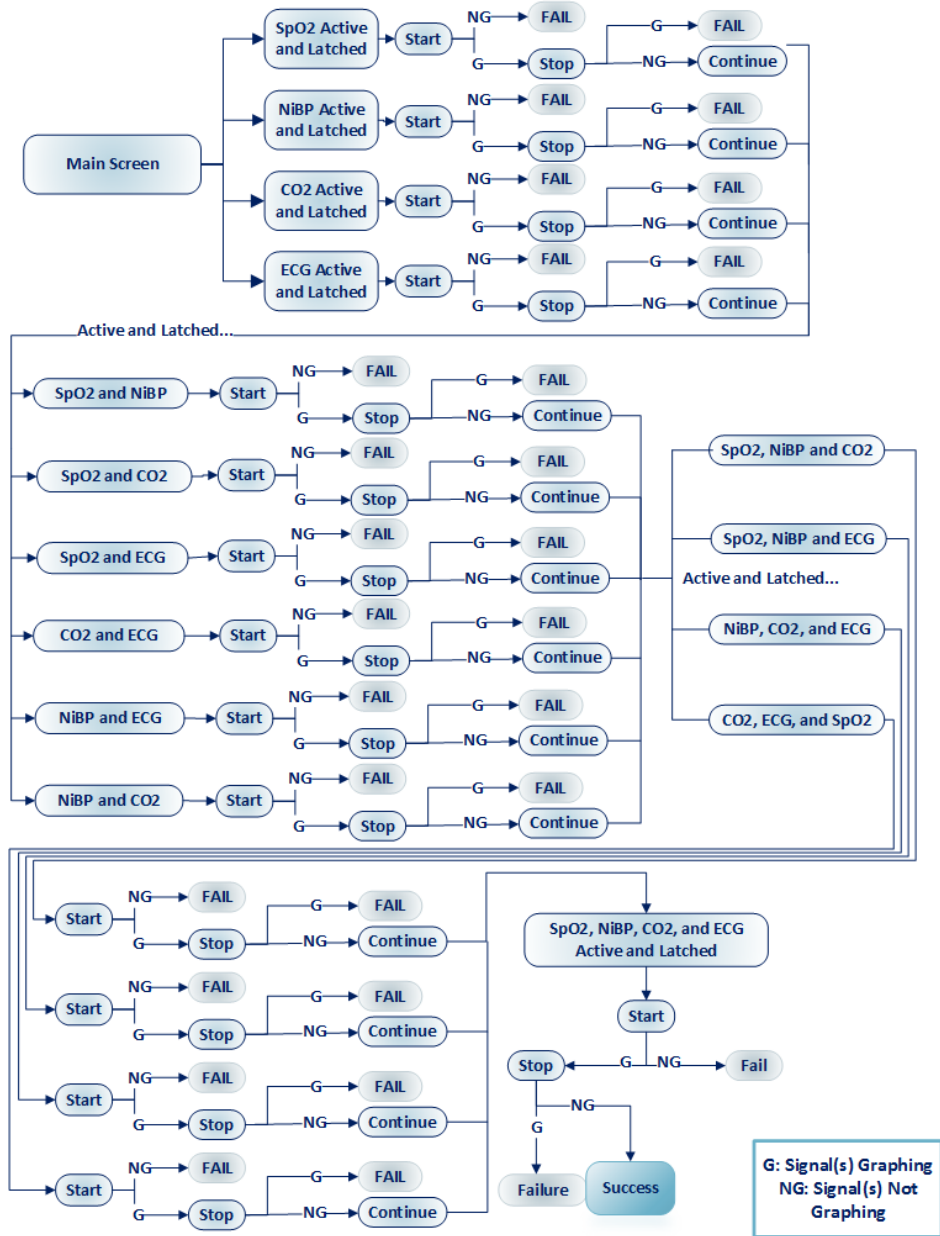 SpO2 Active
and Latched
Start
NG
FAIL
G
Stop
G
FAIL
NG
Continue
NiBP Active
and Latched
Start
NG
FAIL
G
Stop
G
FAIL
NG
Continue
Main Screen
CO2 Active
and Latched
Start
NG
FAIL
G
Stop
G
FAIL
NG
Continue
ECG Active
and Latched
Start
NG
FAIL
G
Stop
G
FAIL
NG
Continue
Active and Latched...
SpO2 and NiBP
Start
NG
FAIL
G
Stop
G
FAIL
NG
Continue
SpO2 and CO2
Start
NG
FAIL
G
Stop
G
FAIL
NG
Continue
SpO2 and ECG
Start
NG
FAIL
G
Stop
G
FAIL
NG
Continue
CO2 and ECG
Start
NG
FAIL
G
Stop
G
FAIL
NG
Continue
NiBP and ECG
Start
NG
FAIL
G
Stop
G
FAIL
NG
Continue
NiBP and CO2
Start
NG
FAIL
G
Stop
G
FAIL
NG
Continue
SpO2, NiBP and CO2
SpO2, NiBP and ECG
Active and Latched...
NiBP, CO2, and ECG
CO2, ECG, and SpO2
Start
NG
FAIL
G
Stop
G
FAIL
NG
Continue
Start
NG
FAIL
G
Stop
G
FAIL
NG
Continue
Start
NG
FAIL
G
Stop
G
FAIL
NG
Continue
Start
NG
FAIL
G
Stop
G
FAIL
NG
Continue
SpO2, NiBP, CO2, and ECG
Active and Latched
Start
Stop
G
NG
Fail
G
NG
Failure
Success
G: Signal(s) Graphing
NG: Signal(s) Not
Graphing